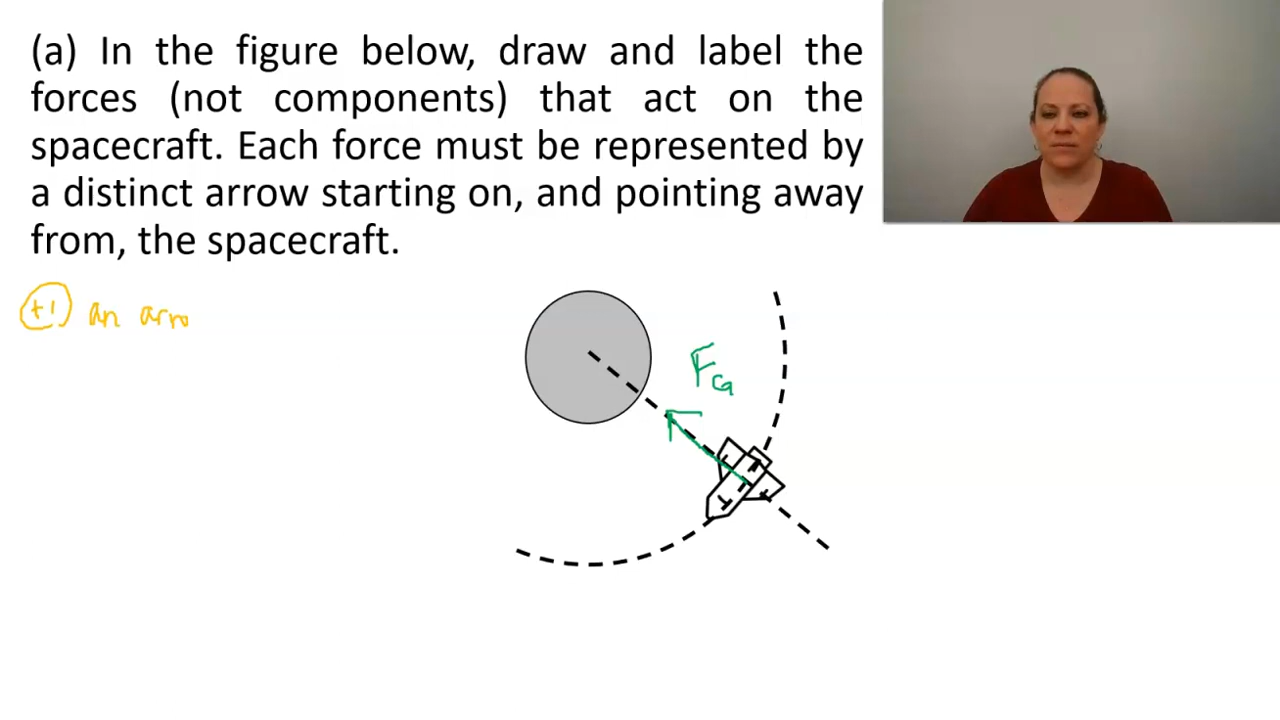 (a) In the figure below, draw and label the
forces (not components) that act on the
spacecraft. Each force must be represented by
a distinct arrow starting on, and pointing away
from, the spacecraft.
+1 an arro
FG